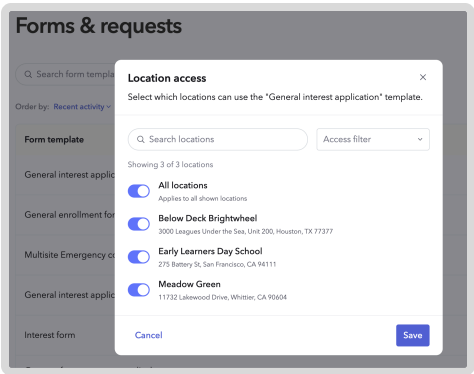 Forms & requests
Search form templa
Order by: Recent activity
Form template
General interest applic
General enrollment for
Multisite Emergency co
General interest applic
Interest form
Location access
Select which locations can use the "General interest application" template.
Search locations
Access filter
Showing 3 of 3 locations
All locations
Applies to all shown locations
Below Deck Brightwheel
3000 Leagues Under the Sea, Unit 200, Houston, TX 77377
Early Learners Day School
275 Battery St, San Francisco, CA 94111
Meadow Green
11732 Lakewood Drive, Whittier, CA 90604
Cancel
Save